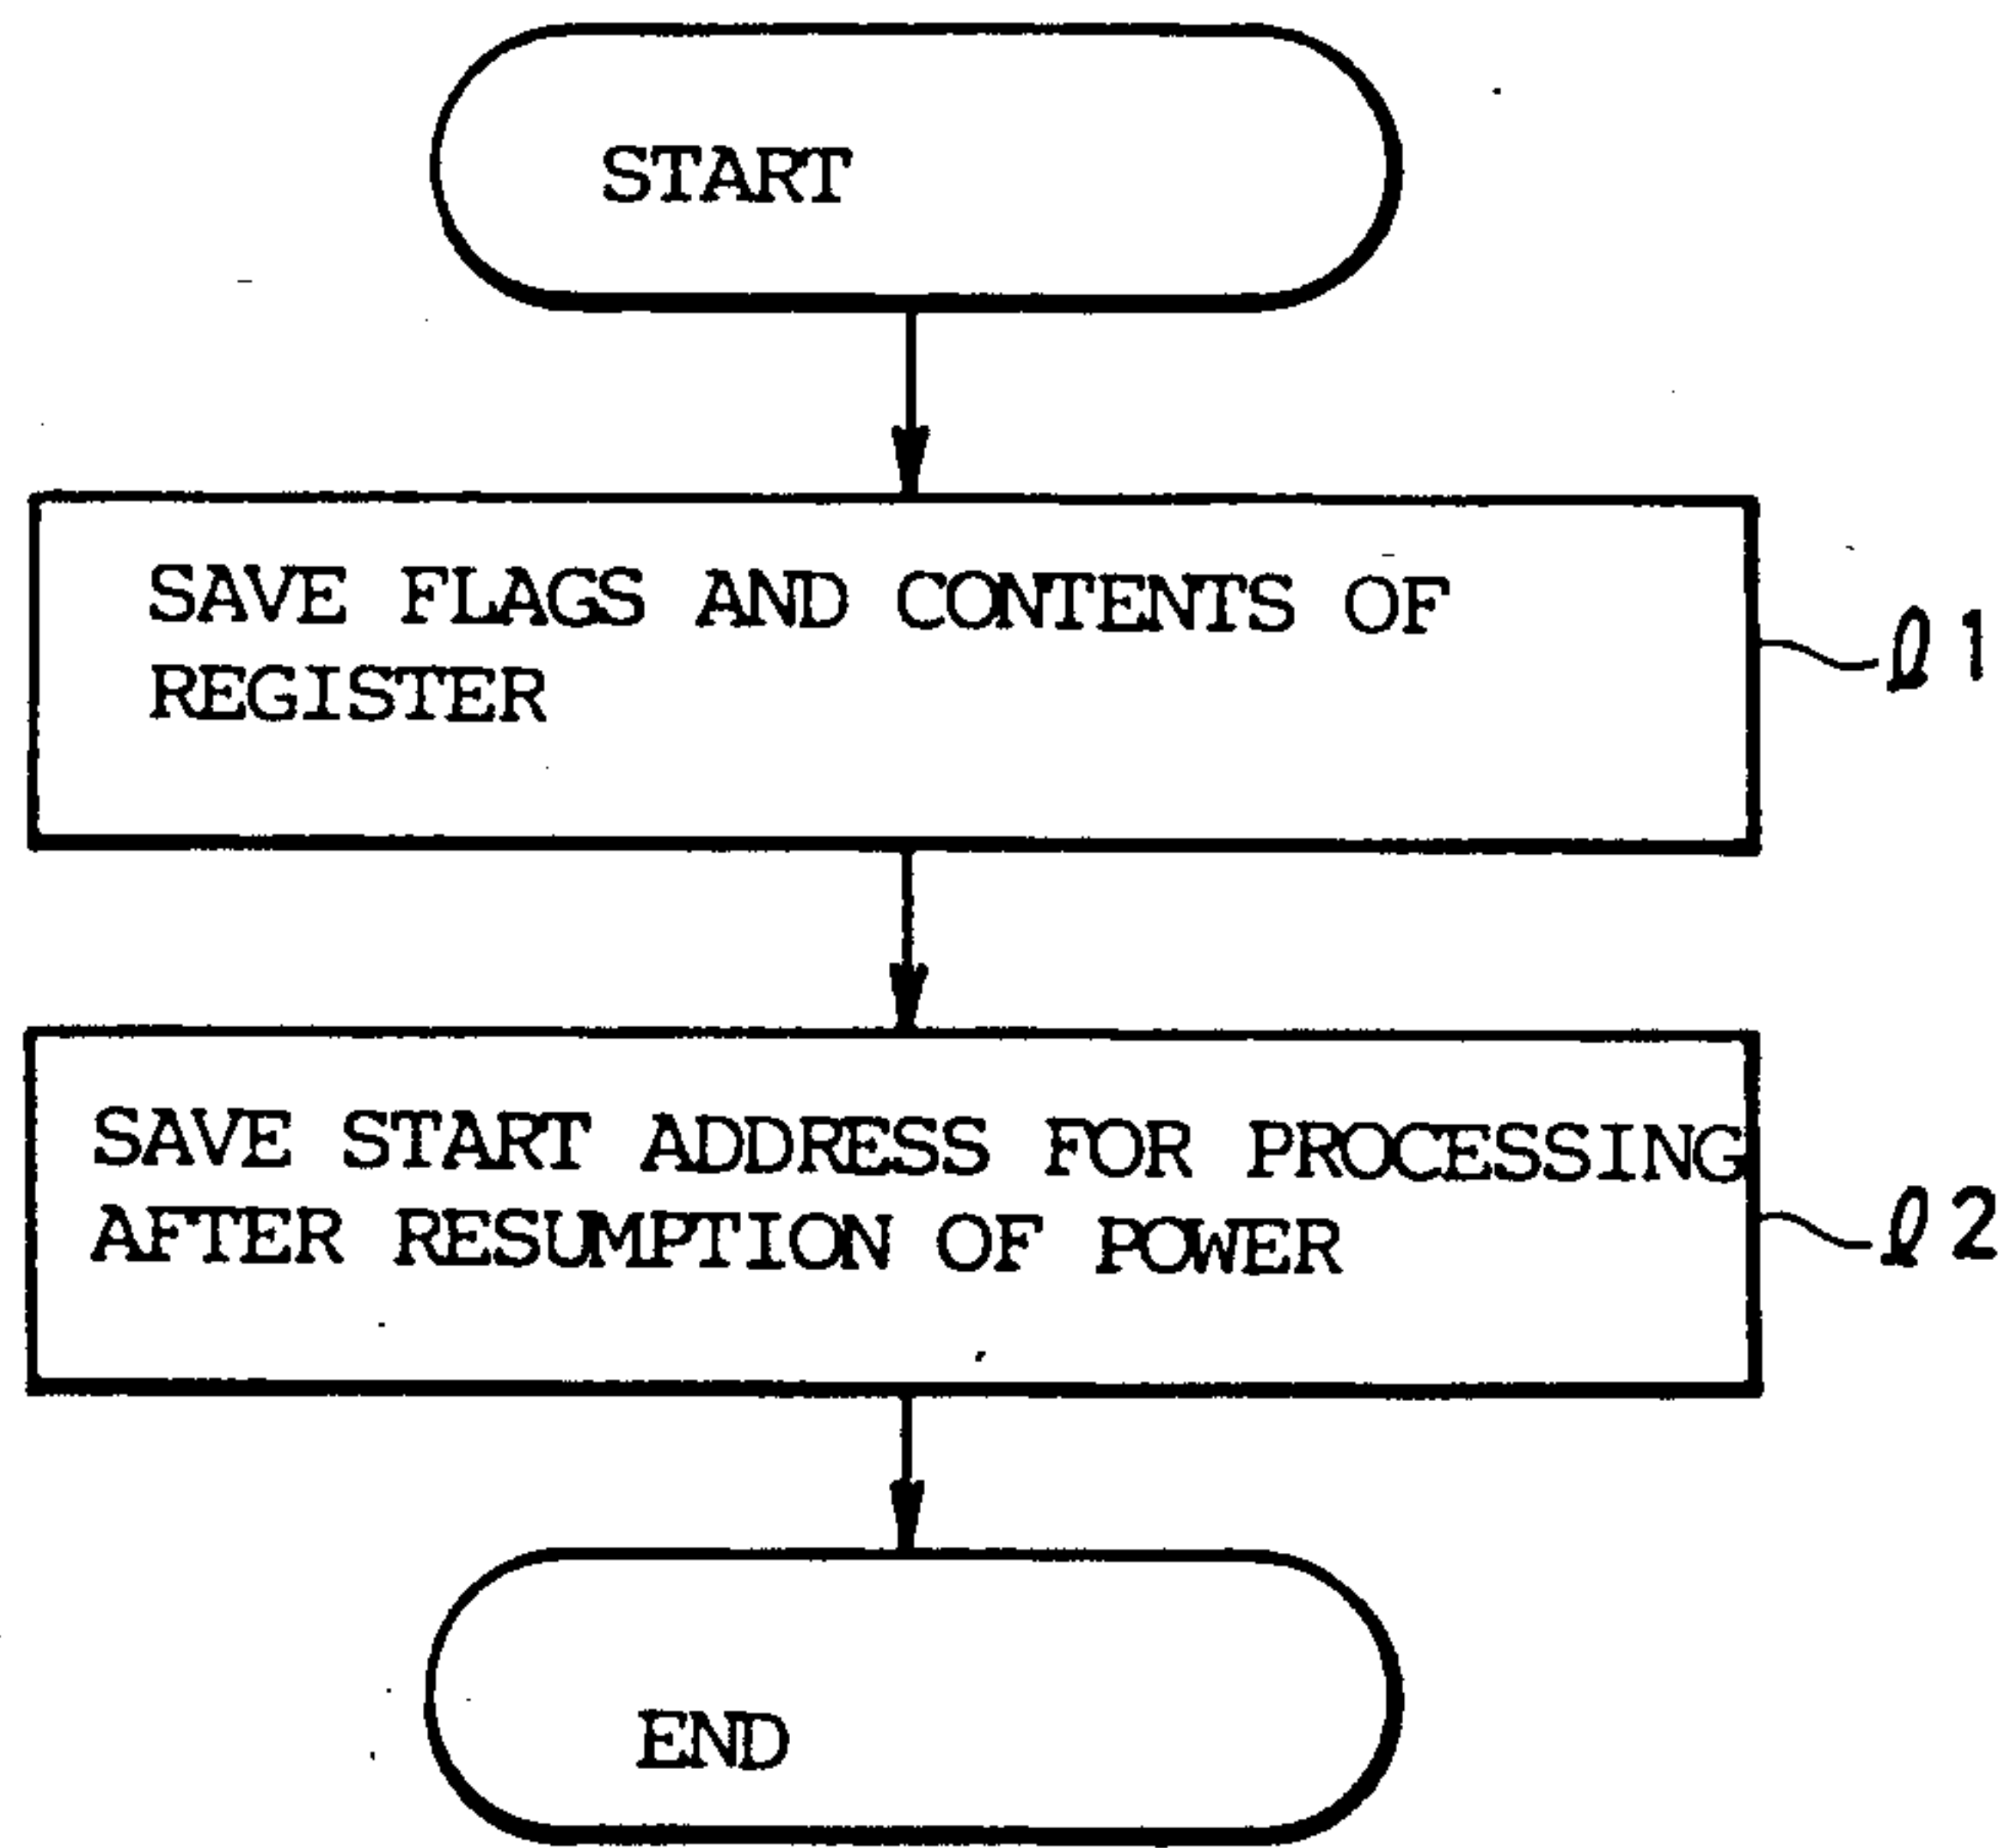 START
SAVE FLAGS AND CONTENTS OF
REGISTER
ℓ1
SAVE START ADDRESS FOR PROCESSING
AFTER RESUMPTION OF POWER
ℓ2
END